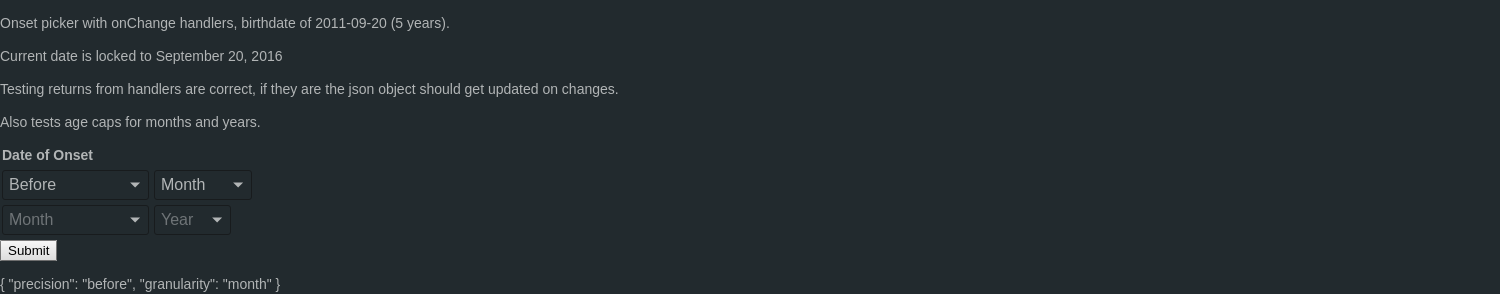 Onset picker with onChange handlers, birthdate of 2011-09-20 (5 years).
Current date is locked to September 20, 2016
Testing returns from handlers are correct, if they are the json object should get updated on changes.
Also tests age caps for months and years.
Date of Onset
Before Month
Month Year
Submit
{ "precision": "before", "granularity": "month" }